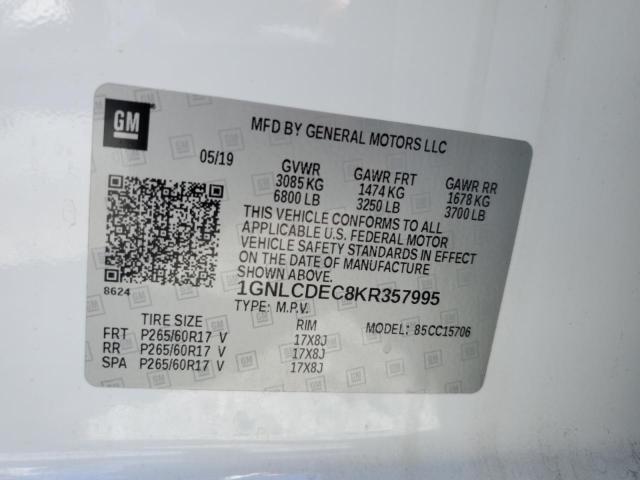 GM
MFD BY GENERAL MOTORS LLC
05/19 GVWR GAWR FRT GAWR RR
3085 KG 1474 KG 1678 KG
6800 LB 3250 LB 3700 LB
THIS VEHICLE CONFORMS TO ALL
APPLICABLE U.S. FEDERAL MOTOR
VEHICLE SAFETY STANDARDS IN EFFECT
ON THE DATE OF MANUFACTURE
SHOWN ABOVE.
8624
1GNLCDEC8KR357995
TYPE: M.P.V. MODEL: 85CC15706
TIRE SIZE RIM
FRT P265/60R17 V 17X8J
RR P265/60R17 V 17X8J
SPA P265/60R17 V 17X8J